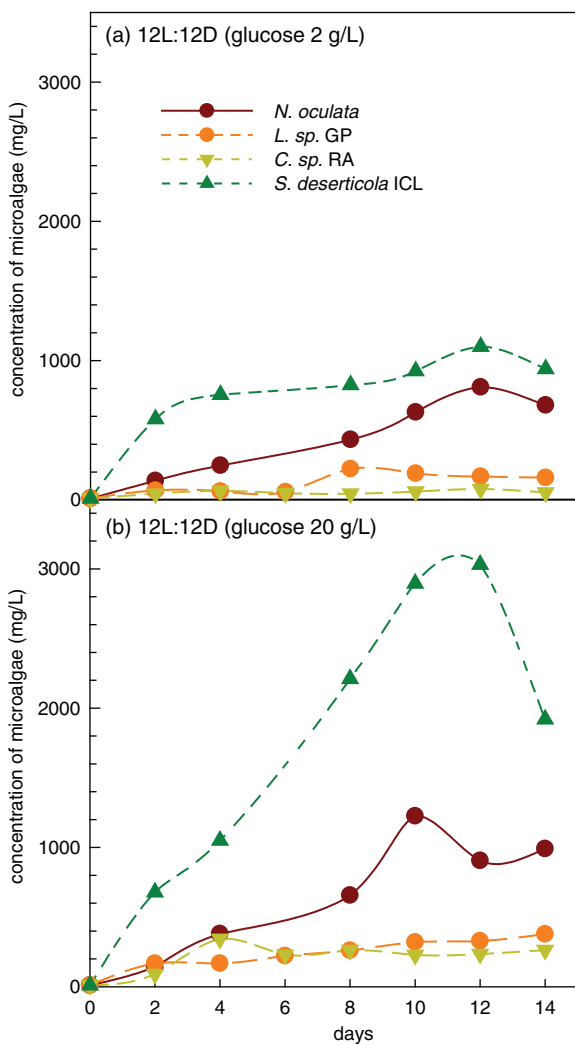 (a) 12L:12D (glucose 2 g/L)
3000
N. oculata
L. sp. GP
C. sp. RA
S. deserticola ICL
2000
concentration of microalgae (mg/L)
1000
0
(b) 12L:12D (glucose 20 g/L)
3000
2000
concentration of microalgae (mg/L)
1000
0
0 2 4 6 8 10 12 14
days